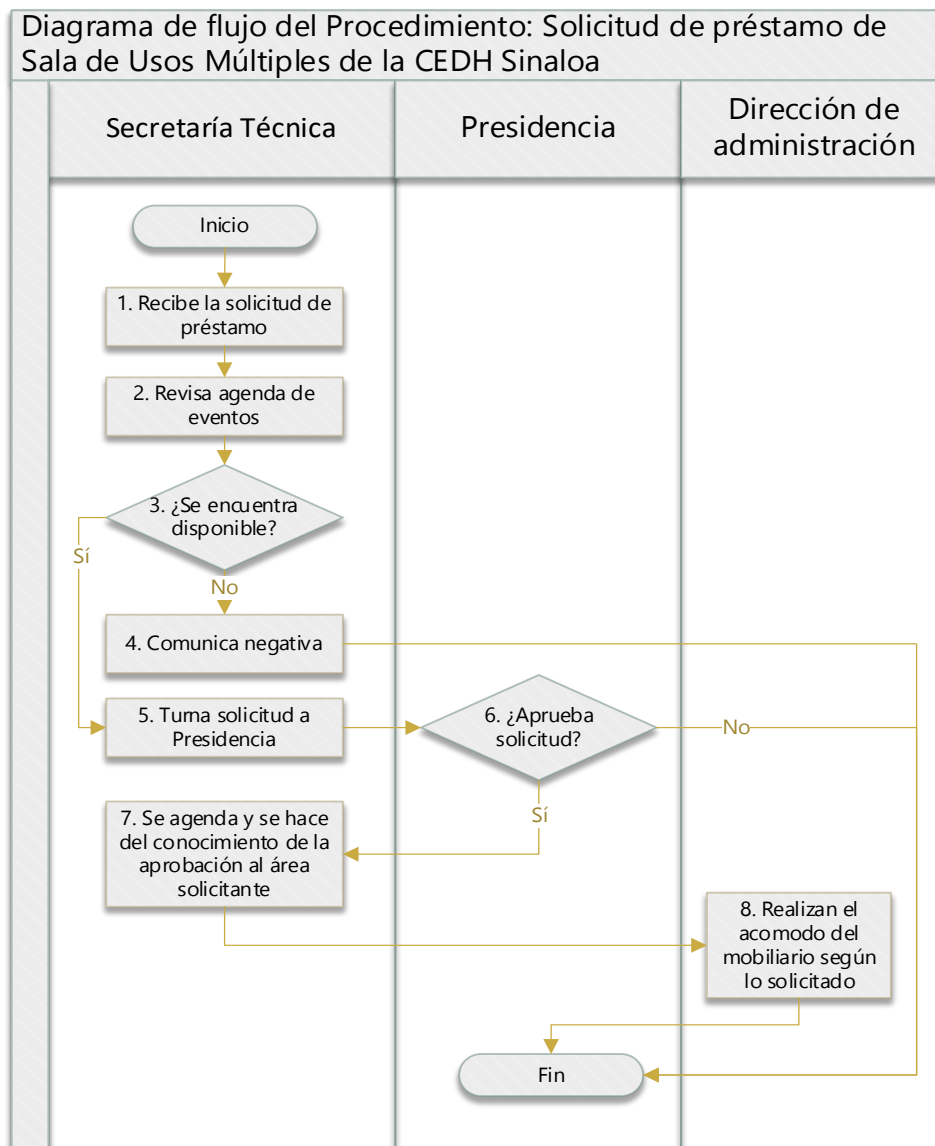 Diagrama de flujo del Procedimiento: Solicitud de préstamo de
Sala de Usos Múltiples de la CEDH Sinaloa
Secretaría Técnica
Presidencia
Dirección de
administración
Inicio
1. Recibe la solicitud de
préstamo
2. Revisa agenda de
eventos
3. ¿Se encuentra
disponible?
Sí
No
4. Comunica negativa
5. Turna solicitud a
Presidencia
6. ¿Aprueba
solicitud?
No
Sí
7. Se agenda y se hace
del conocimiento de la
aprobación al área
solicitante
8. Realizan el
acomodo del
mobiliario según
lo solicitado
Fin